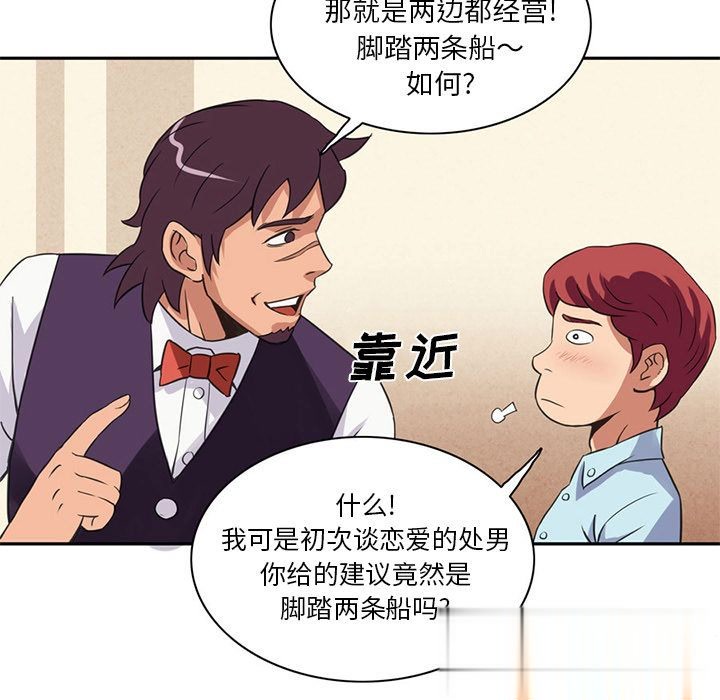 那就是两边都经营!
脚踏两条船～
如何?
靠近
什么!
我可是初次谈恋爱的处男
你给的建议竟然是
脚踏两条船吗?